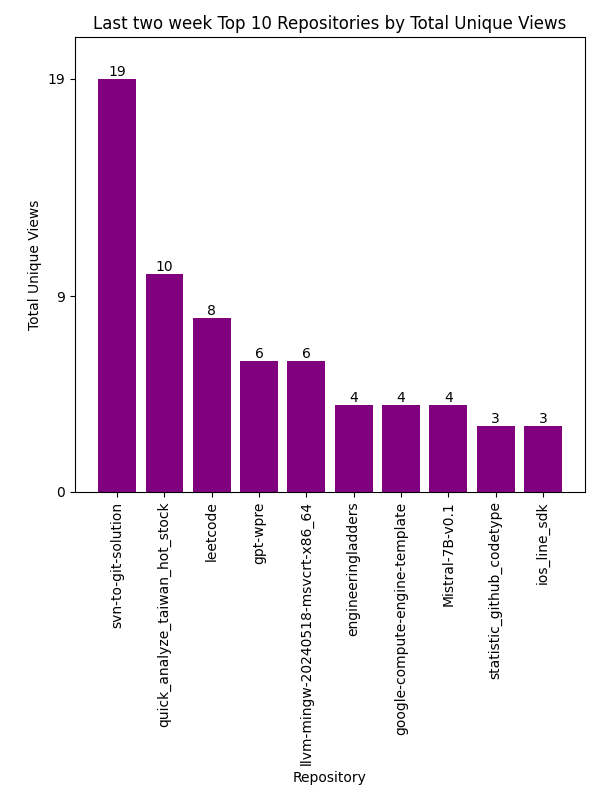 Last two week Top 10 Repositories by Total Unique Views
Total Unique Views
19
9
0
19
10
8
6
6
4
4
4
3
3
svn-to-git-solution
quick_analyze_taiwan_hot_stock
leetcode
gpt-wpre
llvm-mingw-20240518-msvcrt-x86_64
engineeringladders
google-compute-engine-template
Mistral-7B-v0.1
statistic_github_codetype
ios_line_sdk
Repository